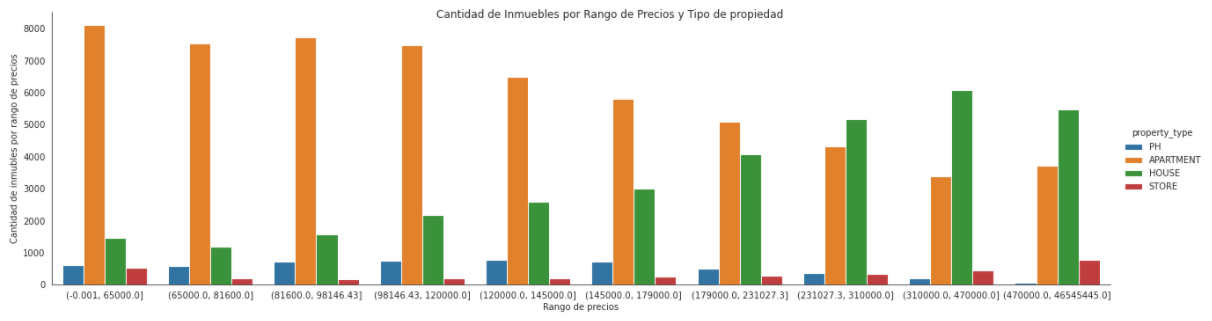 Cantidad de Inmuebles por Rango de Precios y Tipo de propiedad
Cantidad de inmubles por rango de precios
8000
7000
6000
5000
4000
3000
2000
1000
0
(-0.001, 65000.0]
(65000.0, 81600.0]
(81600.0, 98146.43]
(98146.43, 120000.0]
(120000.0, 145000.0]
(145000.0, 179000.0]
(179000.0, 231027.3]
(231027.3, 310000.0]
(310000.0, 470000.0]
(470000.0, 46545445.0]
Rango de precios
property_type
PH
APARTMENT
HOUSE
STORE